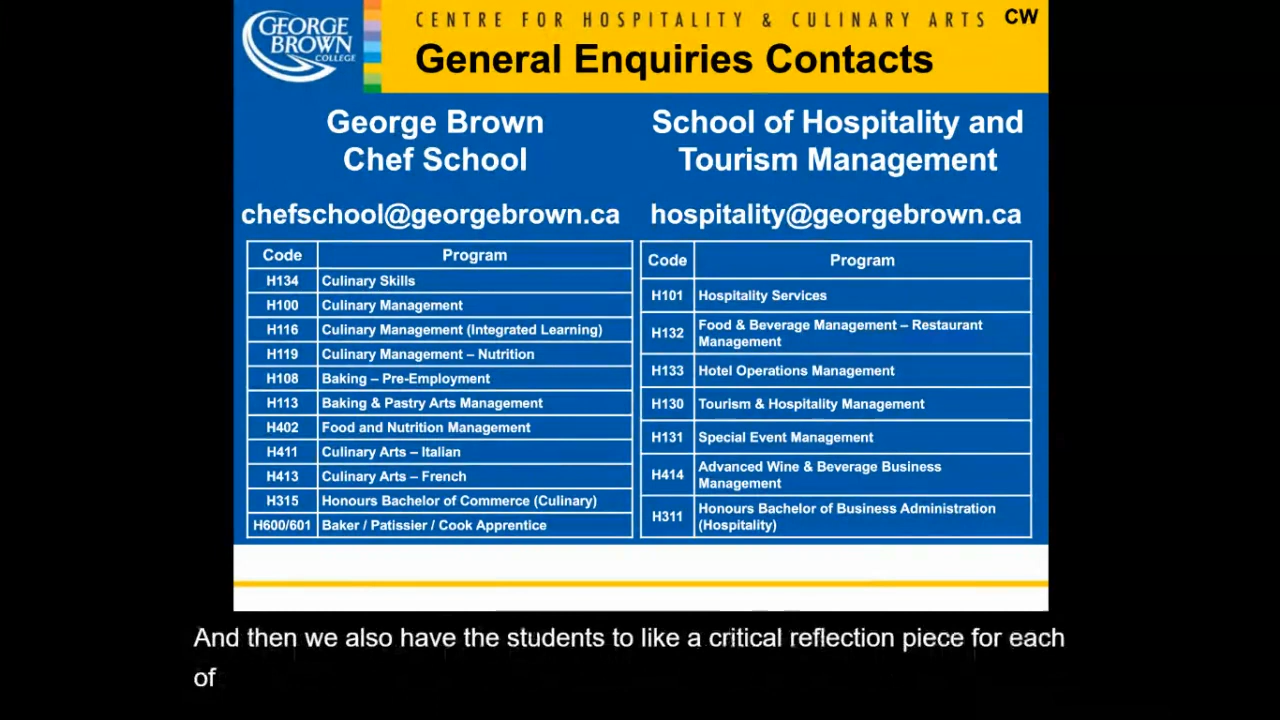 GEORGE
BROWN
COLLEGE
CENTRE FOR HOSPITALITY & CULINARY ARTS
CW
General Enquiries Contacts
George Brown
Chef School
chefschool@georgebrown.ca
Code Program
H134 Culinary Skills
H100 Culinary Management
H116 Culinary Management (Integrated Learning)
H119 Culinary Management – Nutrition
H108 Baking – Pre-Employment
H113 Baking & Pastry Arts Management
H402 Food and Nutrition Management
H411 Culinary Arts – Italian
H413 Culinary Arts – French
H315 Honours Bachelor of Commerce (Culinary)
H600/601 Baker / Patissier / Cook Apprentice
School of Hospitality and
Tourism Management
hospitality@georgebrown.ca
Code Program
H101 Hospitality Services
H132 Food & Beverage Management – Restaurant
Management
H133 Hotel Operations Management
H130 Tourism & Hospitality Management
H131 Special Event Management
H414 Advanced Wine & Beverage Business
Management
H311 Honours Bachelor of Business Administration
(Hospitality)
And then we also have the students to like a critical reflection piece for each
of